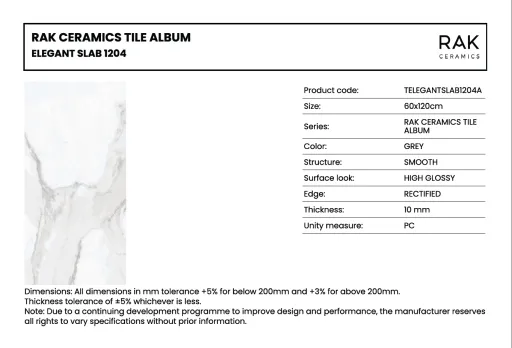 RAK CERAMICS TILE ALBUM
ELEGANT SLAB 1204
RAK
CERAMICS
Product code: TELEGANTSLAB1204A
Size: 60x120cm
Series: RAK CERAMICS TILE
ALBUM
Color: GREY
Structure: SMOOTH
Surface look: HIGH GLOSSY
Edge: RECTIFIED
Thickness: 10 mm
Unity measure: PC
Dimensions: All dimensions in mm tolerance +5% for below 200mm and +3% for above 200mm.
Thickness tolerance of ±5% whichever is less.
Note: Due to a continuing development programme to improve design and performance, the manufacturer reserves
all rights to vary specifications without prior information.